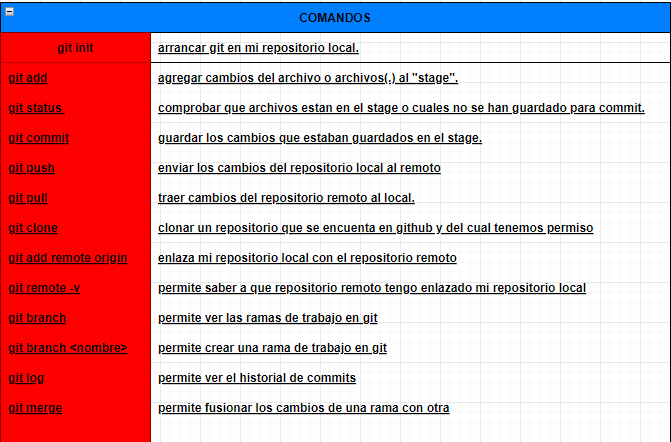 COMANDOS
git init arrancar git en mi repositorio local.
git add agregar cambios del archivo o archivos(.) al "stage".
git status comprobar que archivos estan en el stage o cuales no se han guardado para commit.
git commit guardar los cambios que estaban guardados en el stage.
git push enviar los cambios del repositorio local al remoto
git pull traer cambios del repositorio remoto al local.
git clone clonar un repositorio que se encuenta en github y del cual tenemos permiso
git add remote origin enlaza mi repositorio local con el repositorio remoto
git remote -v permite saber a que repositorio remoto tengo enlazado mi repositorio local
git branch permite ver las ramas de trabajo en git
git branch <nombre> permite crear una rama de trabajo en git
git log permite ver el historial de commits
git merge permite fusionar los cambios de una rama con otra